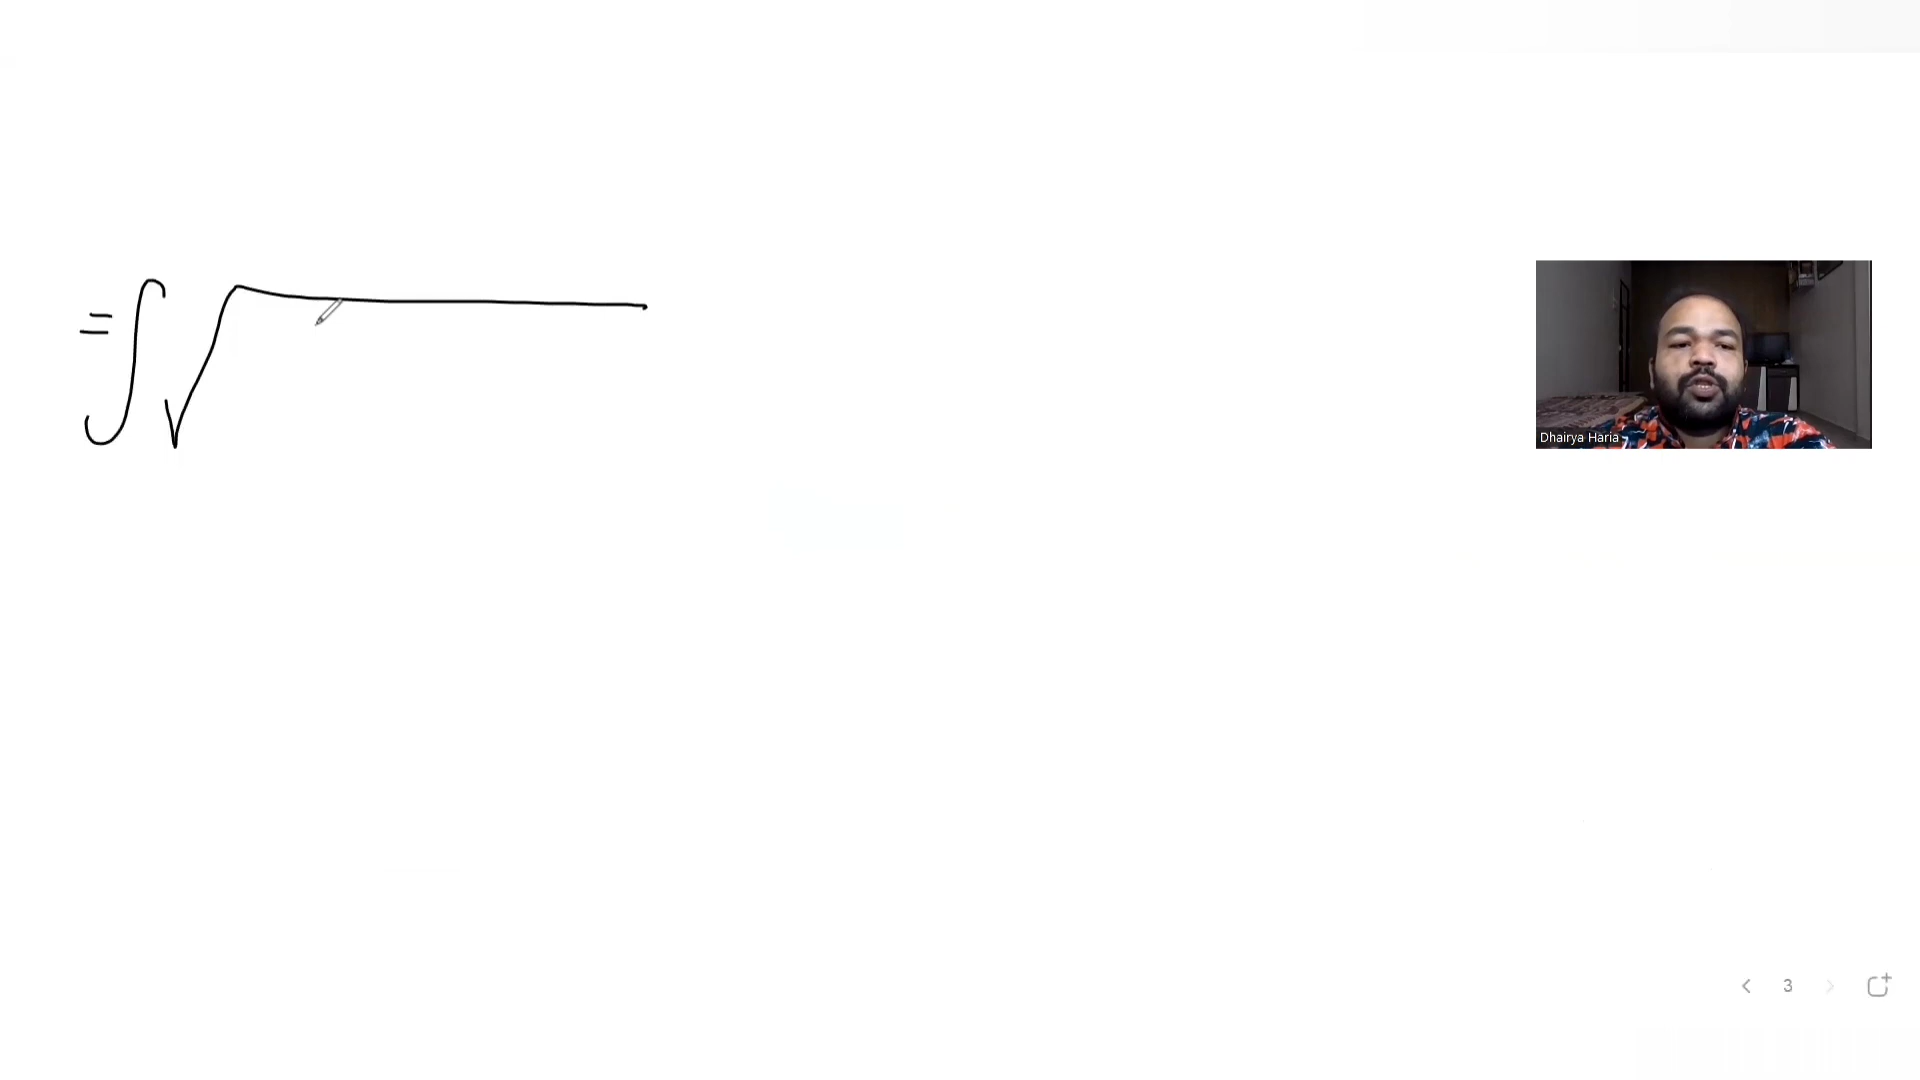 = ∫ √
Dhairya Haria
3